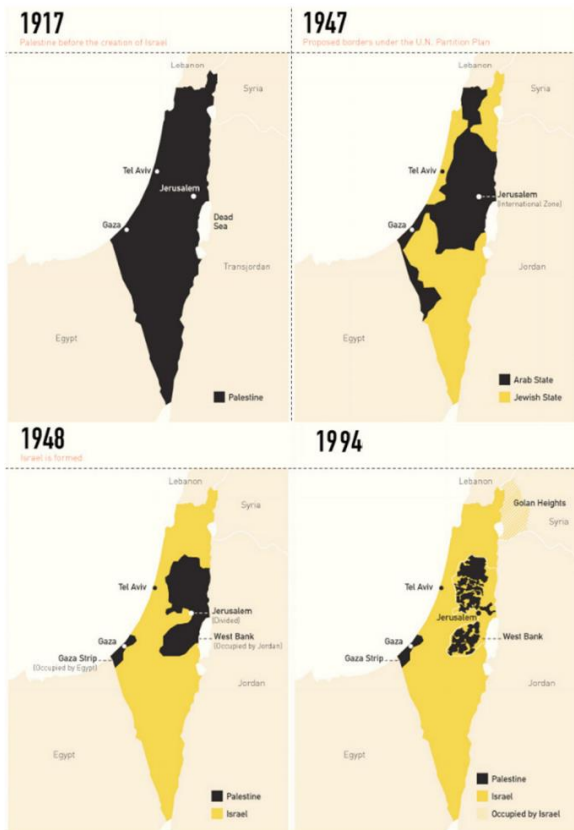 1917
Palestine before the creation of Israel
Lebanon
Syria
Tel Aviv
Jerusalem
Gaza
Dead
Sea
Transjordan
Egypt
Palestine
1947
Proposed borders under the U.N. Partition Plan
Lebanon
Syria
Tel Aviv
Jerusalem
(International Zone)
Gaza
Jordan
Egypt
Arab State
Jewish State
1948
Israel is formed
Lebanon
Syria
Tel Aviv
Jerusalem
(Divided)
Gaza
West Bank
(Occupied by Jordan)
Gaza Strip
(Occupied by Egypt)
Jordan
Egypt
Palestine
Israel
1994
Lebanon
Golan Heights
Syria
Tel Aviv
Jerusalem
Gaza
West Bank
Gaza Strip
Jordan
Egypt
Palestine
Israel
Occupied by Israel